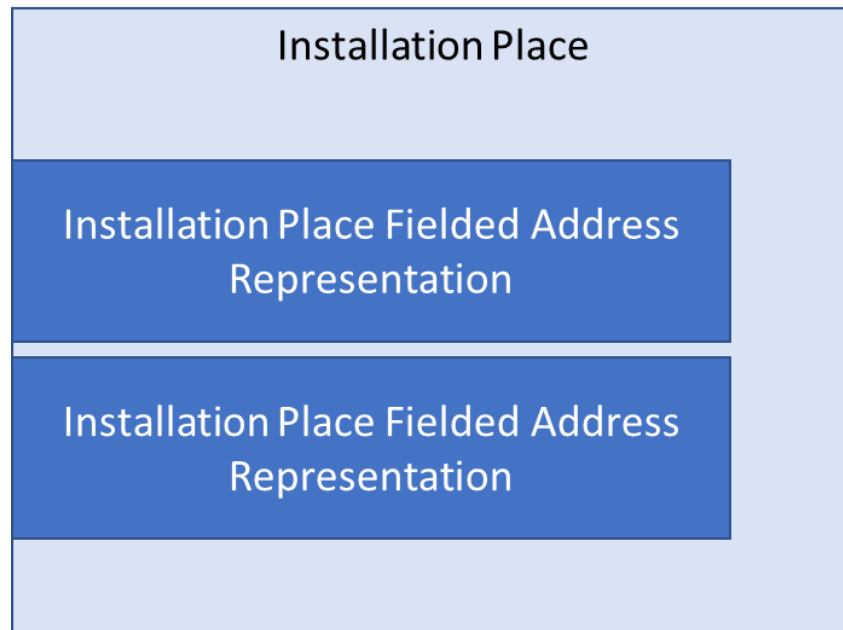 Installation Place
Installation Place Fielded Address
Representation
Installation Place Fielded Address
Representation